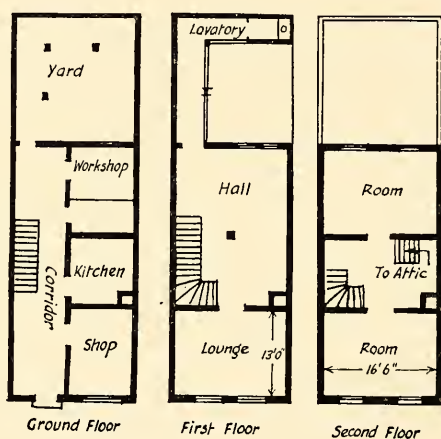 Yard
Workshop
Kitchen
Corridor
Shop
Ground Floor
Lavatory
Hall
Lounge
13'0"
First Floor
Room
To Attic
Room
16'6"
Second Floor